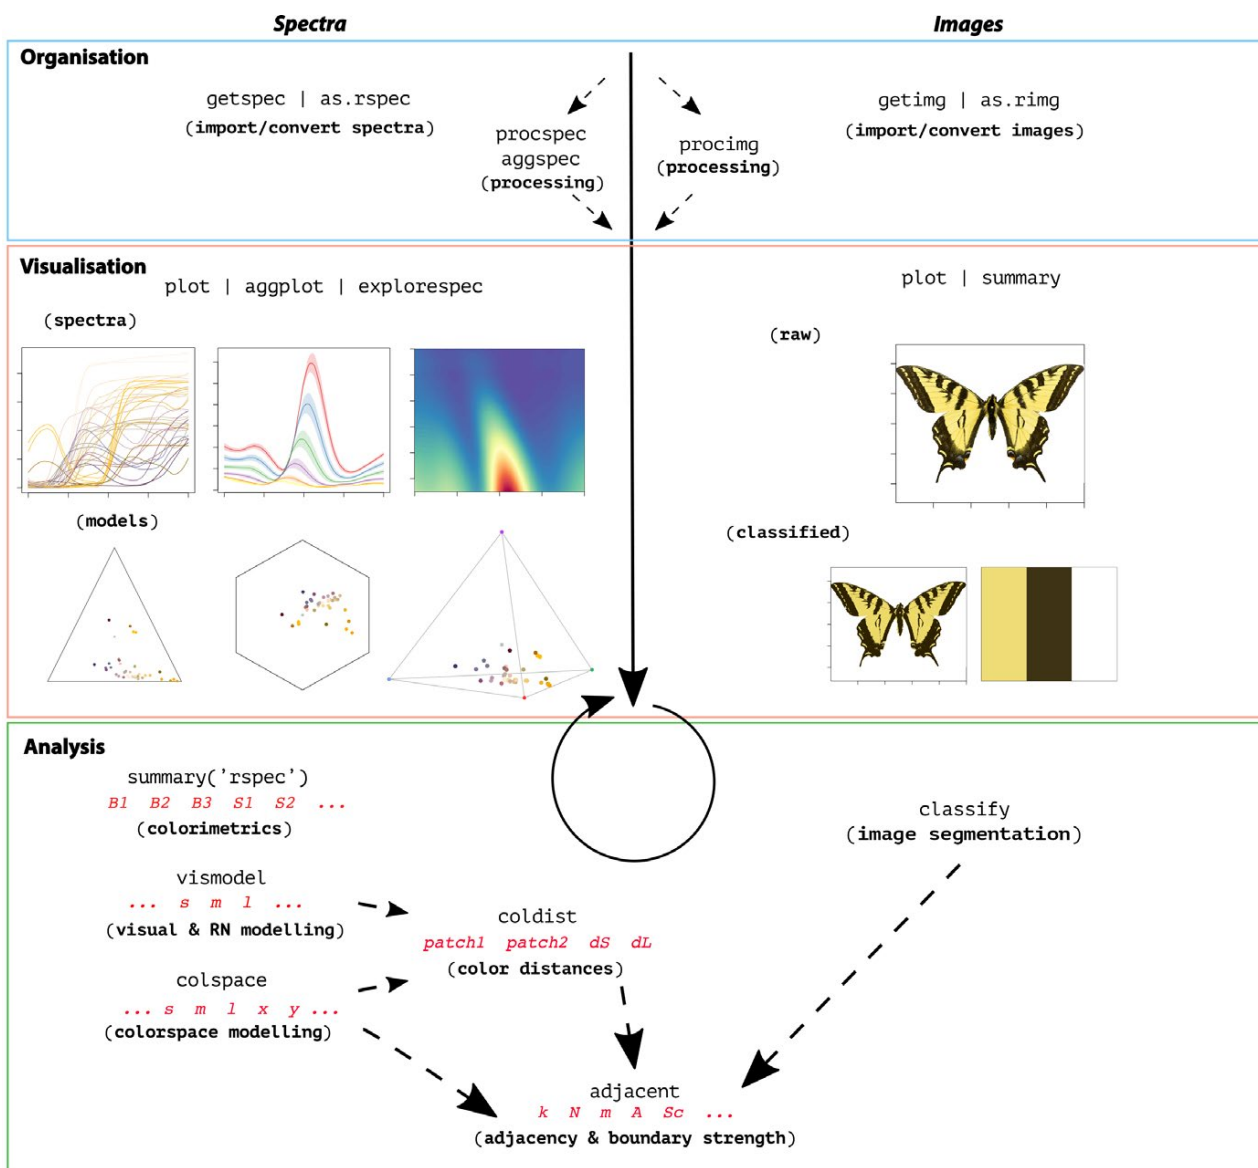 Spectra
Images
Organisation
getspec | as.rspec
(import/convert spectra)
procspec
aggspec
(processing)
procimg
(processing)
getimg | as.rimg
(import/convert images)
Visualisation
plot | aggplot | explorespec
(spectra)
(models)
plot | summary
(raw)
(classified)
Analysis
summary('rspec')
B1 B2 B3 S1 S2 ...
(colorimetrics)
vismodel
... s m l ...
(visual & RN modelling)
colspace
... s m l x y ...
(colorspace modelling)
coldist
patch1 patch2 dS dL
(color distances)
classify
(image segmentation)
adjacent
k N m A Sc ...
(adjacency & boundary strength)